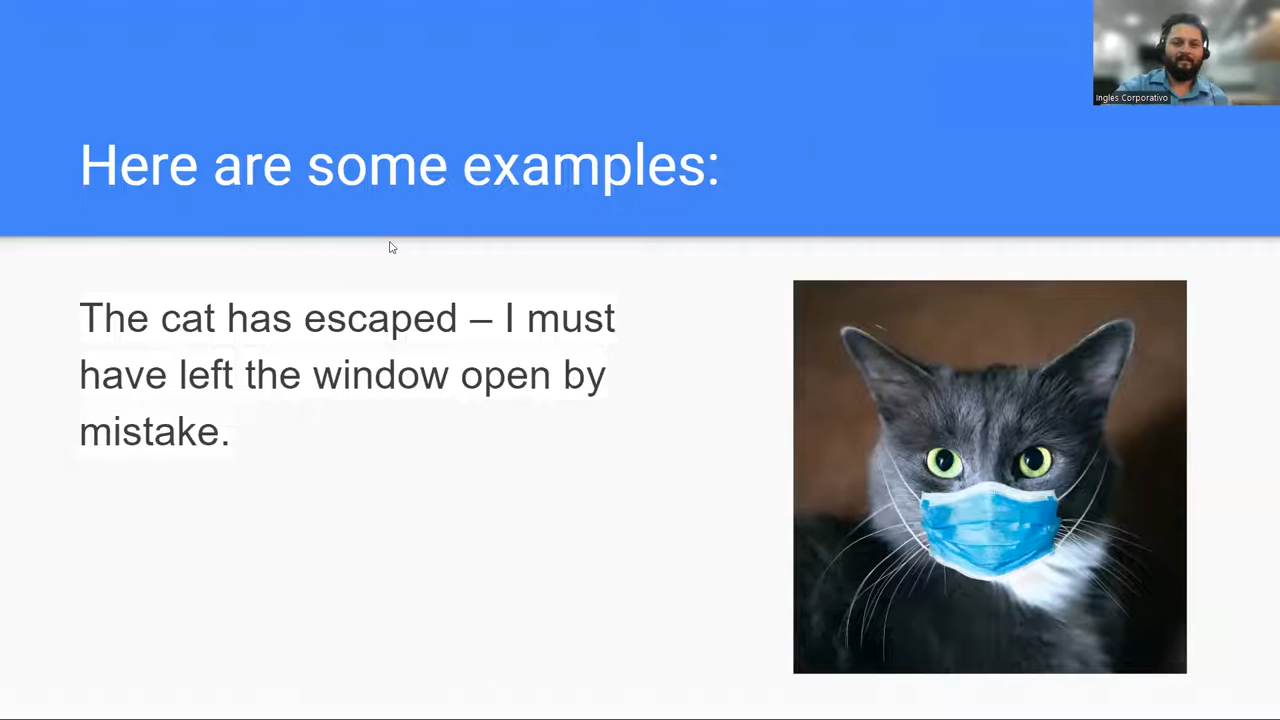 Ingles Corporativo
Here are some examples:
The cat has escaped – I must
have left the window open by
mistake.